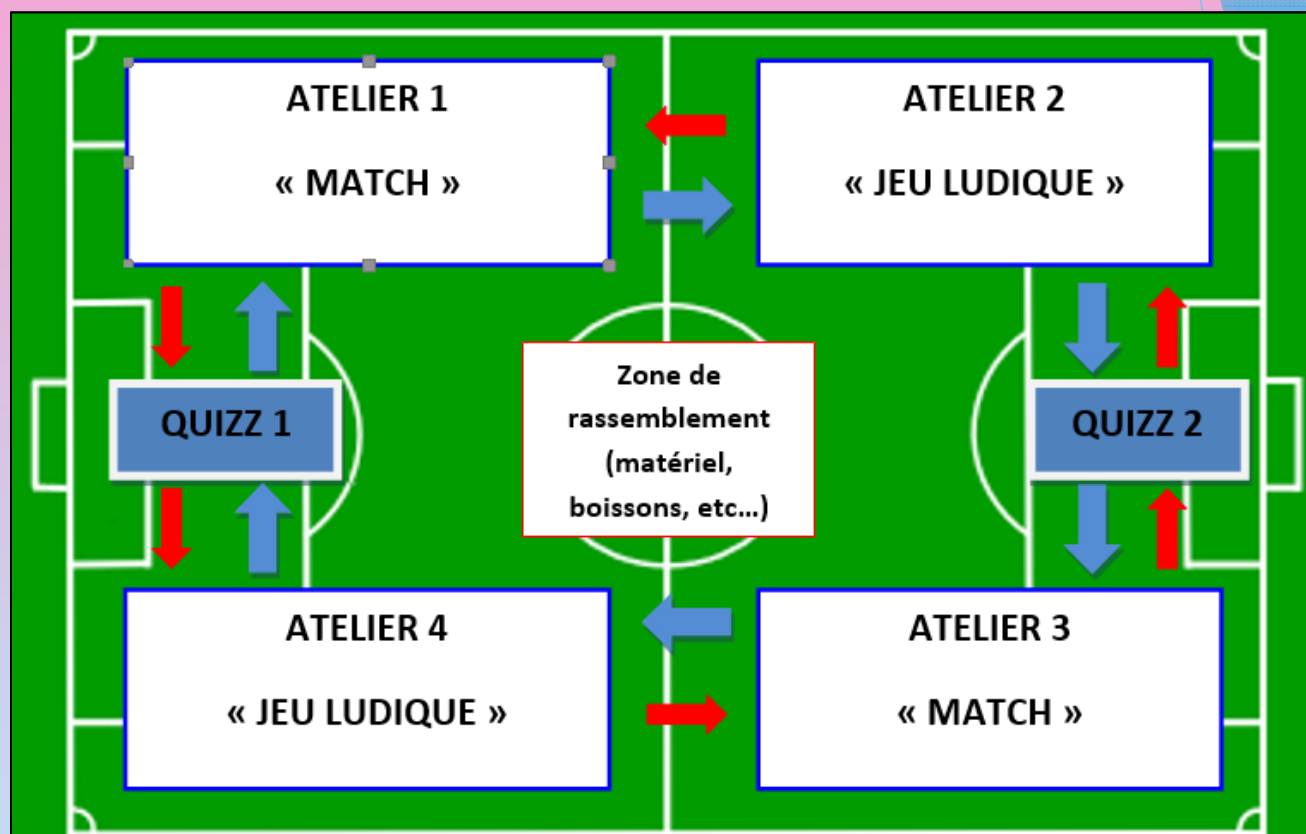 ATELIER 1
« MATCH »
ATELIER 2
« JEU LUDIQUE »
QUIZZ 1
Zone de
rassemblement
(matériel,
boissons, etc...)
QUIZZ 2
ATELIER 4
« JEU LUDIQUE »
ATELIER 3
« MATCH »